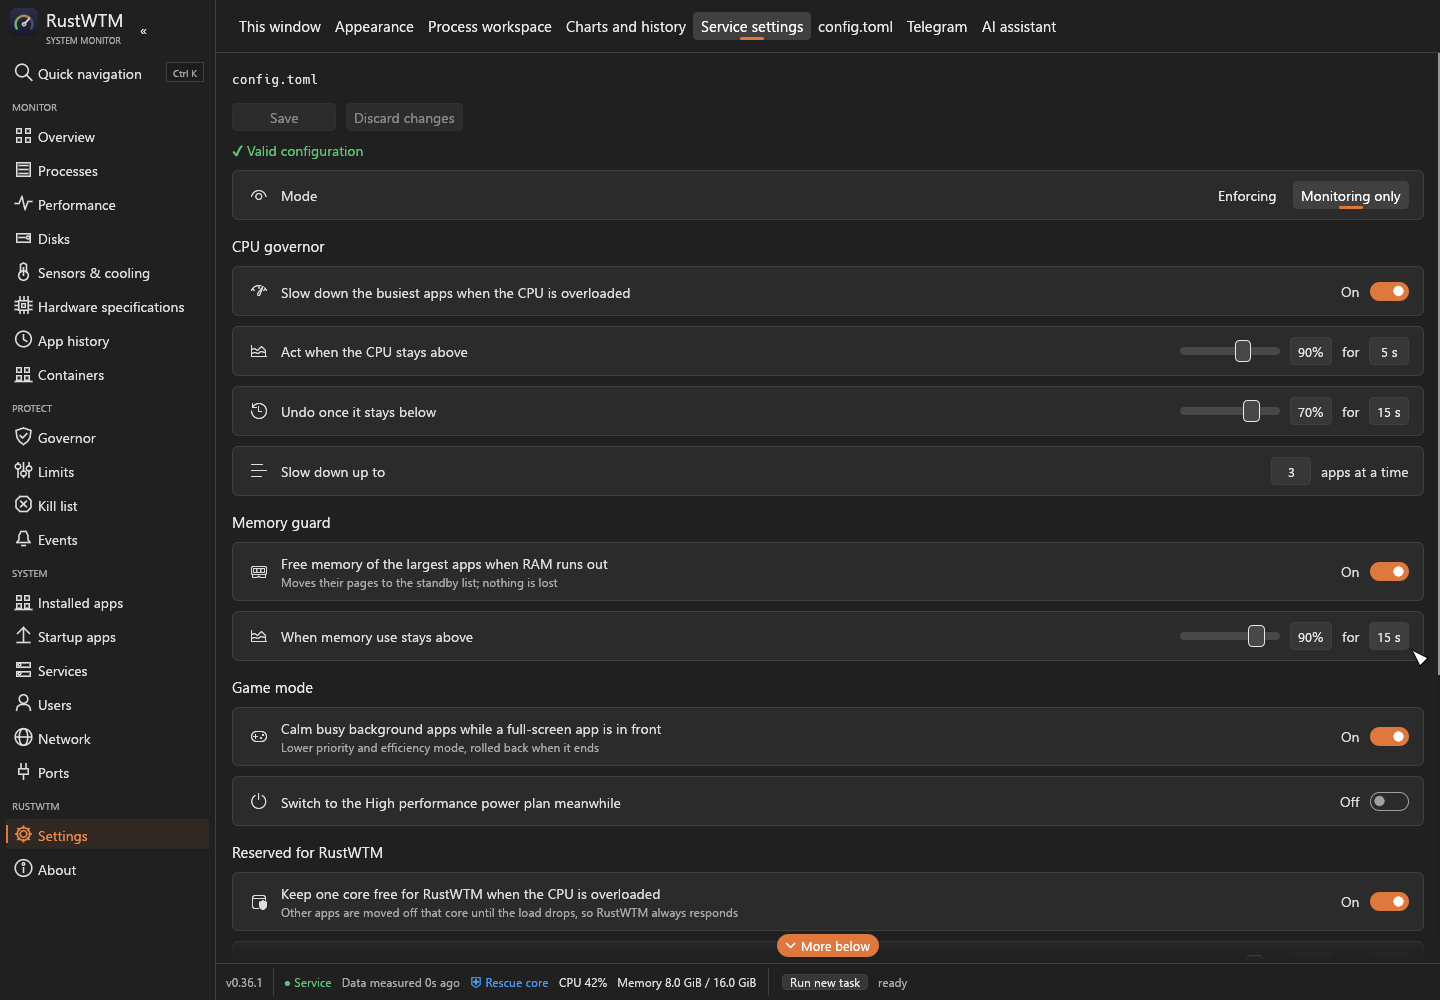 RustWTM
SYSTEM MONITOR
«
Quick navigation
Ctrl K
MONITOR
Overview
Processes
Performance
Disks
Sensors & cooling
Hardware specifications
App history
Containers
PROTECT
Governor
Limits
Kill list
Events
SYSTEM
Installed apps
Startup apps
Services
Users
Network
Ports
RUSTWTM
Settings
About
This window
Appearance
Process workspace
Charts and history
Service settings
config.toml
Telegram
AI assistant
config.toml
Save
Discard changes
✓ Valid configuration
Mode
Enforcing
Monitoring only
CPU governor
Slow down the busiest apps when the CPU is overloaded
On
Act when the CPU stays above
90% for 5 s
Undo once it stays below
70% for 15 s
Slow down up to
3 apps at a time
Memory guard
Free memory of the largest apps when RAM runs out
Moves their pages to the standby list; nothing is lost
On
When memory use stays above
90% for 15 s
Game mode
Calm busy background apps while a full-screen app is in front
Lower priority and efficiency mode, rolled back when it ends
On
Switch to the High performance power plan meanwhile
Off
Reserved for RustWTM
Keep one core free for RustWTM when the CPU is overloaded
Other apps are moved off that core until the load drops, so RustWTM always responds
On
More below
v0.36.1
● Service
Data measured 0s ago
Rescue core
CPU 42%
Memory 8.0 GiB / 16.0 GiB
Run new task
ready